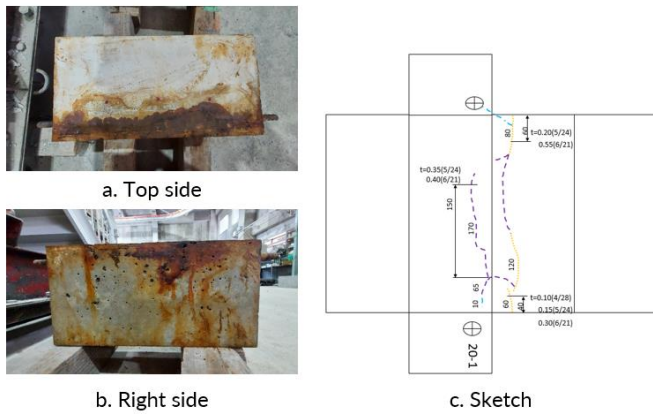 a. Top side
b. Right side
80
60
t=0.20(5/24)
0.55(6/21)
t=0.35(5/24)
0.40(6/21)
150
170
120
65
10
60
40
t=0.10(4/28)
0.15(5/24)
0.30(6/21)
20-1
c. Sketch